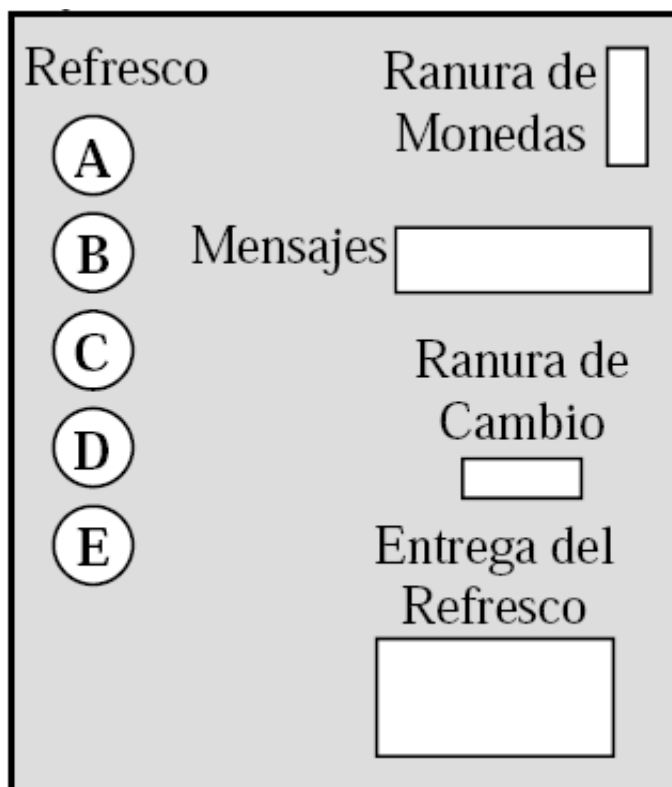 Refresco
A
B
C
D
E
Ranura de
Monedas
Mensajes
Ranura de
Cambio
Entrega del
Refresco